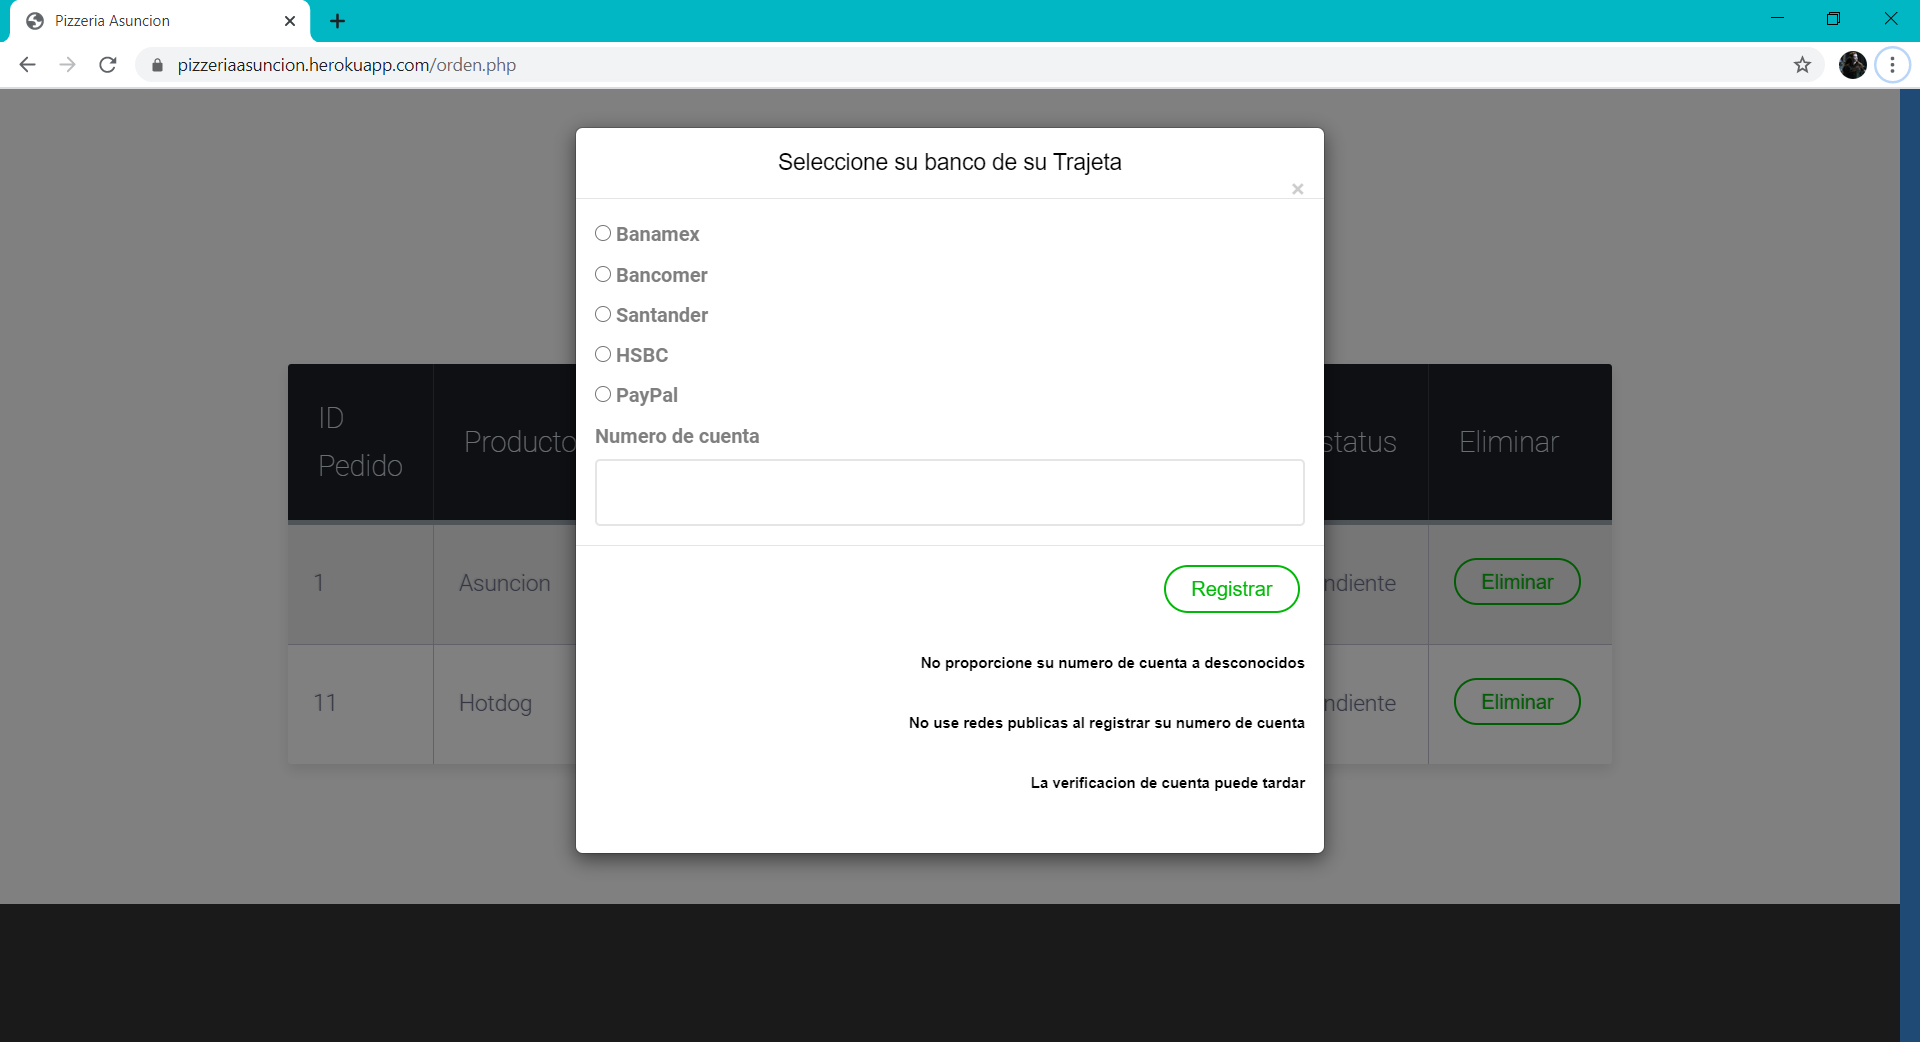 Pizzeria Asuncion
pizzeriaasuncion.herokuapp.com/orden.php
Seleccione su banco de su Trajeta
×
Banamex
Bancomer
Santander
HSBC
PayPal
Numero de cuenta
Registrar
No proporcione su numero de cuenta a desconocidos
No use redes publicas al registrar su numero de cuenta
La verificacion de cuenta puede tardar
ID Pedido
Producto
status
Eliminar
1
Asuncion
ndiente
Eliminar
11
Hotdog
ndiente
Eliminar